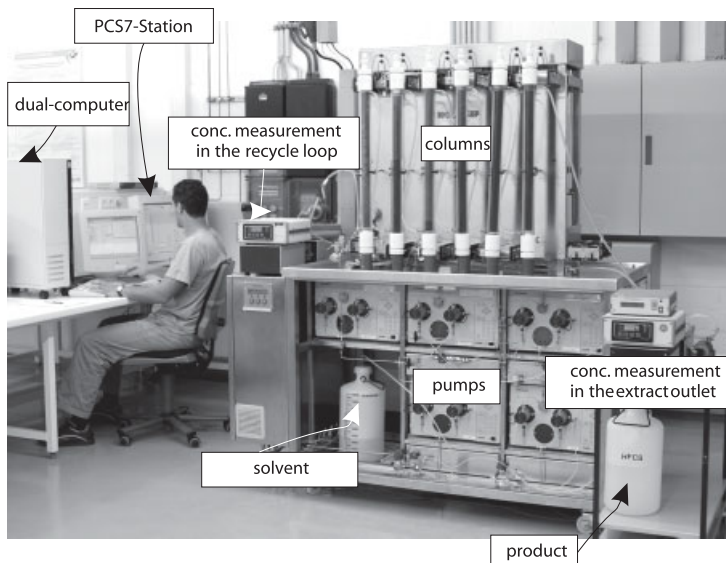 PCS7-Station
dual-computer
conc. measurement
in the recycle loop
columns
pumps
conc. measurement
in the extract outlet
solvent
HFCS
product